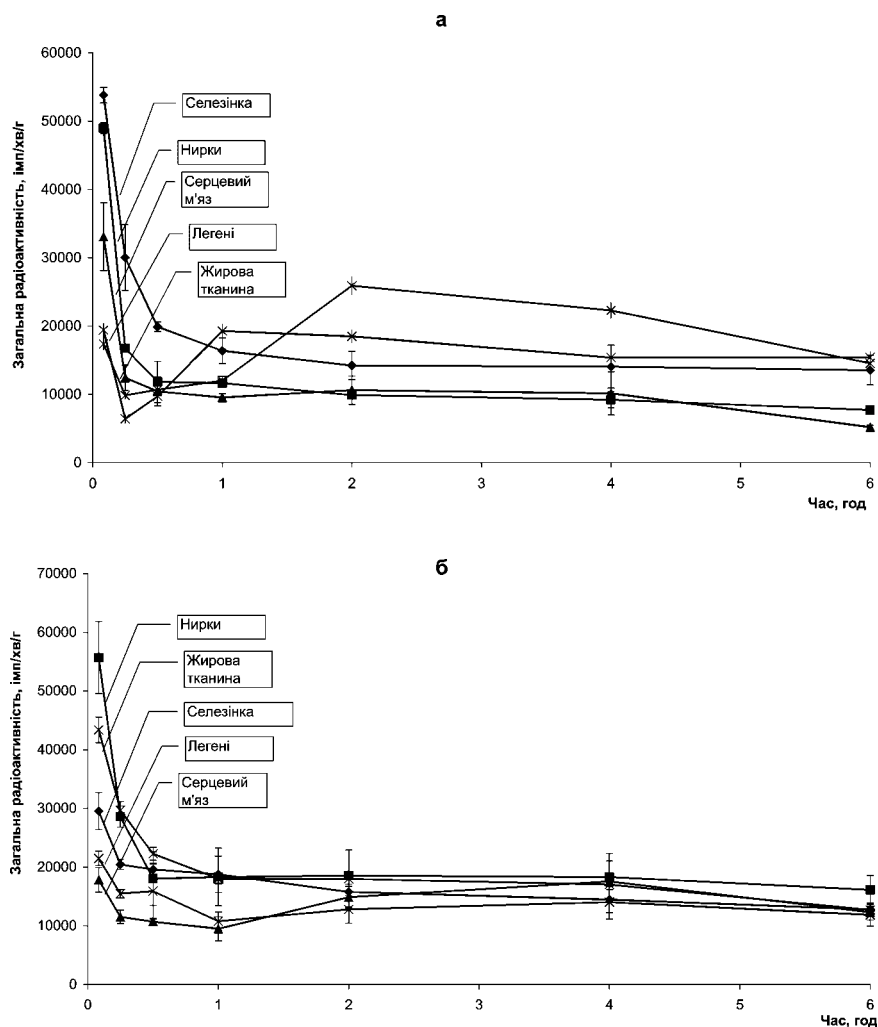 а
Загальна радіоактивність, імп/хв/г
60000
50000
40000
30000
20000
10000
0
Селезінка
Нирки
Серцевий
м'яз
Легені
Жирова
тканина
0 1 2 3 4 5 6
Час, год
б
Загальна радіоактивність, імп/хв/г
70000
60000
50000
40000
30000
20000
10000
0
Нирки
Жирова
тканина
Селезінка
Легені
Серцевий
м'яз
0 1 2 3 4 5 6
Час, год